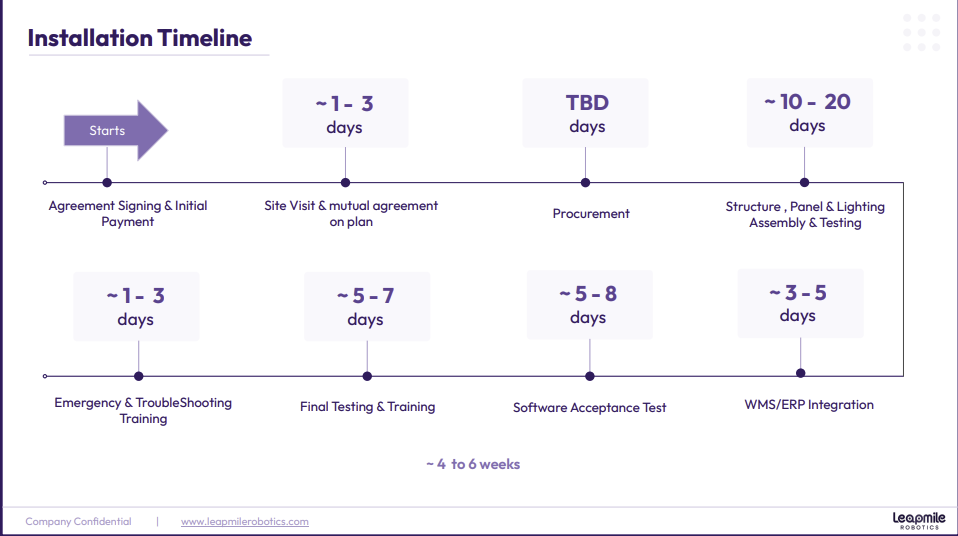 Installation Timeline
Starts
~ 1 - 3
days
TBD
days
~ 10 - 20
days
Agreement Signing & Initial
Payment
Site Visit & mutual agreement
on plan
Procurement
Structure , Panel & Lighting
Assembly & Testing
~ 1 - 3
days
~ 5 - 7
days
~ 5 - 8
days
~ 3 - 5
days
Emergency & TroubleShooting
Training
Final Testing & Training
Software Acceptance Test
WMS/ERP Integration
~ 4 to 6 weeks
Company Confidential | www.leapmilerobotics.com
Leapmile
ROBOTICS